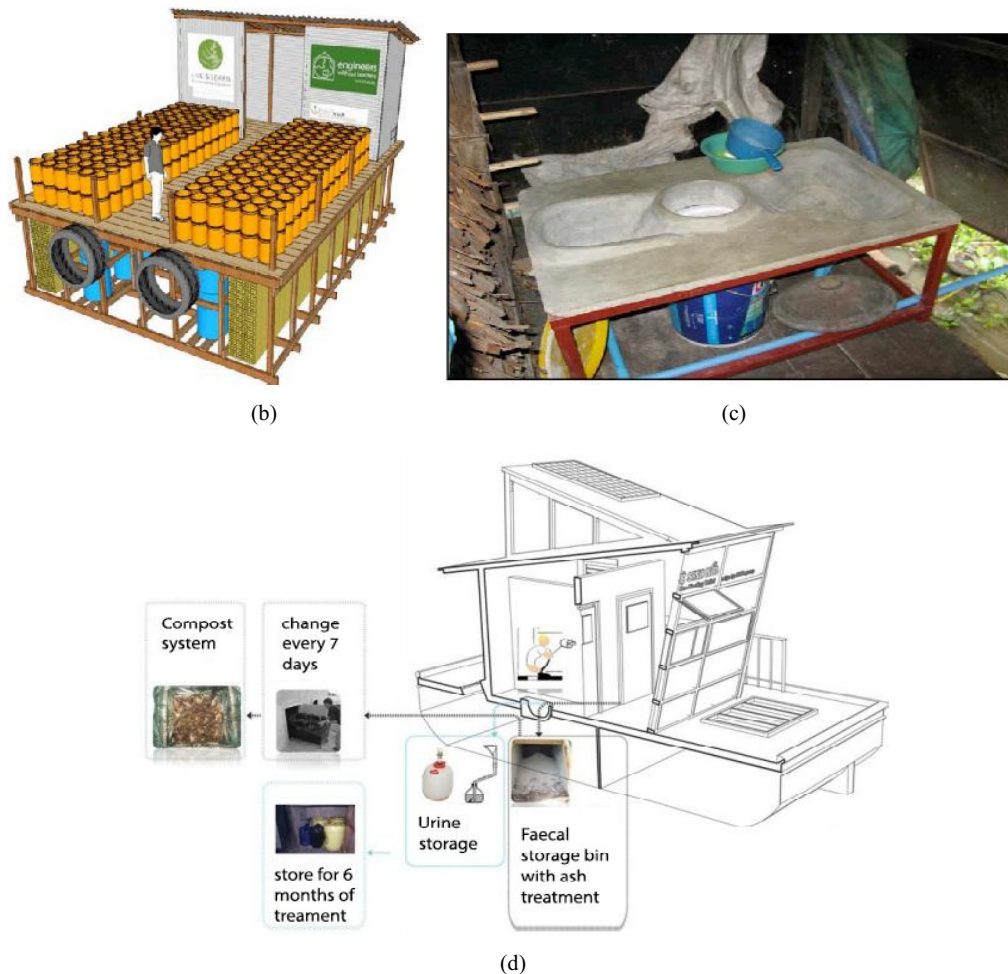 engineers
(b)
(c)
Compost
system
change
every 7
days
Urine
storage
Faecal
storage bin
with ash
treatment
store for 6
months of
treament
(d)